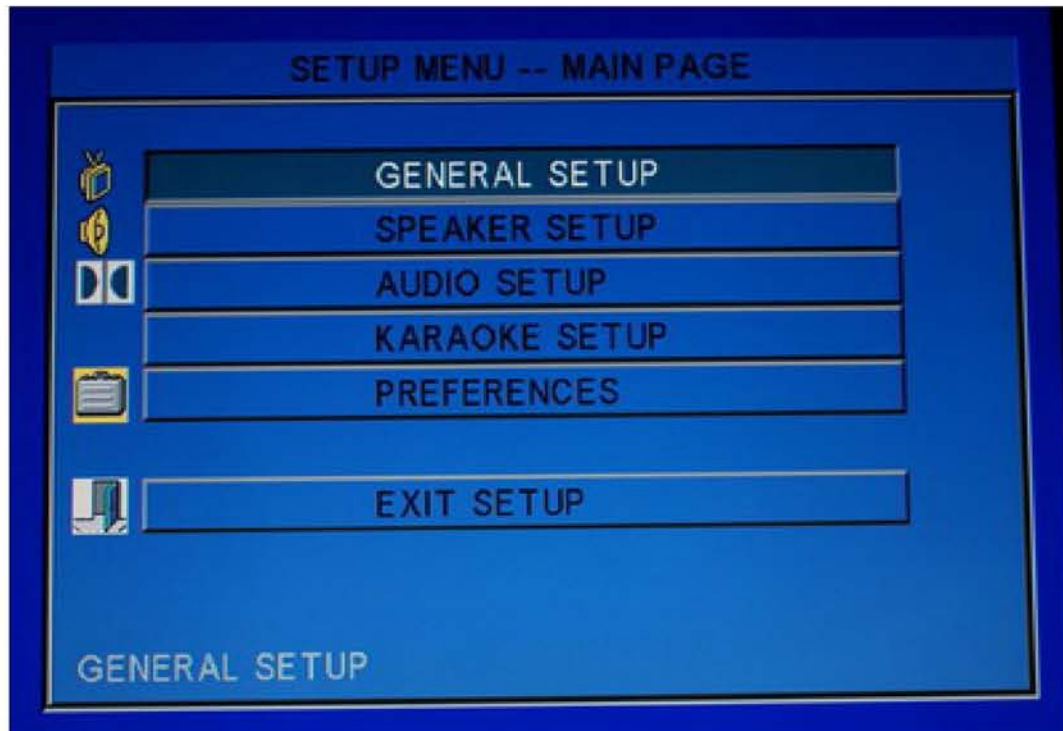 SETUP MENU -- MAIN PAGE
GENERAL SETUP
SPEAKER SETUP
AUDIO SETUP
KARAOKE SETUP
PREFERENCES
EXIT SETUP
GENERAL SETUP